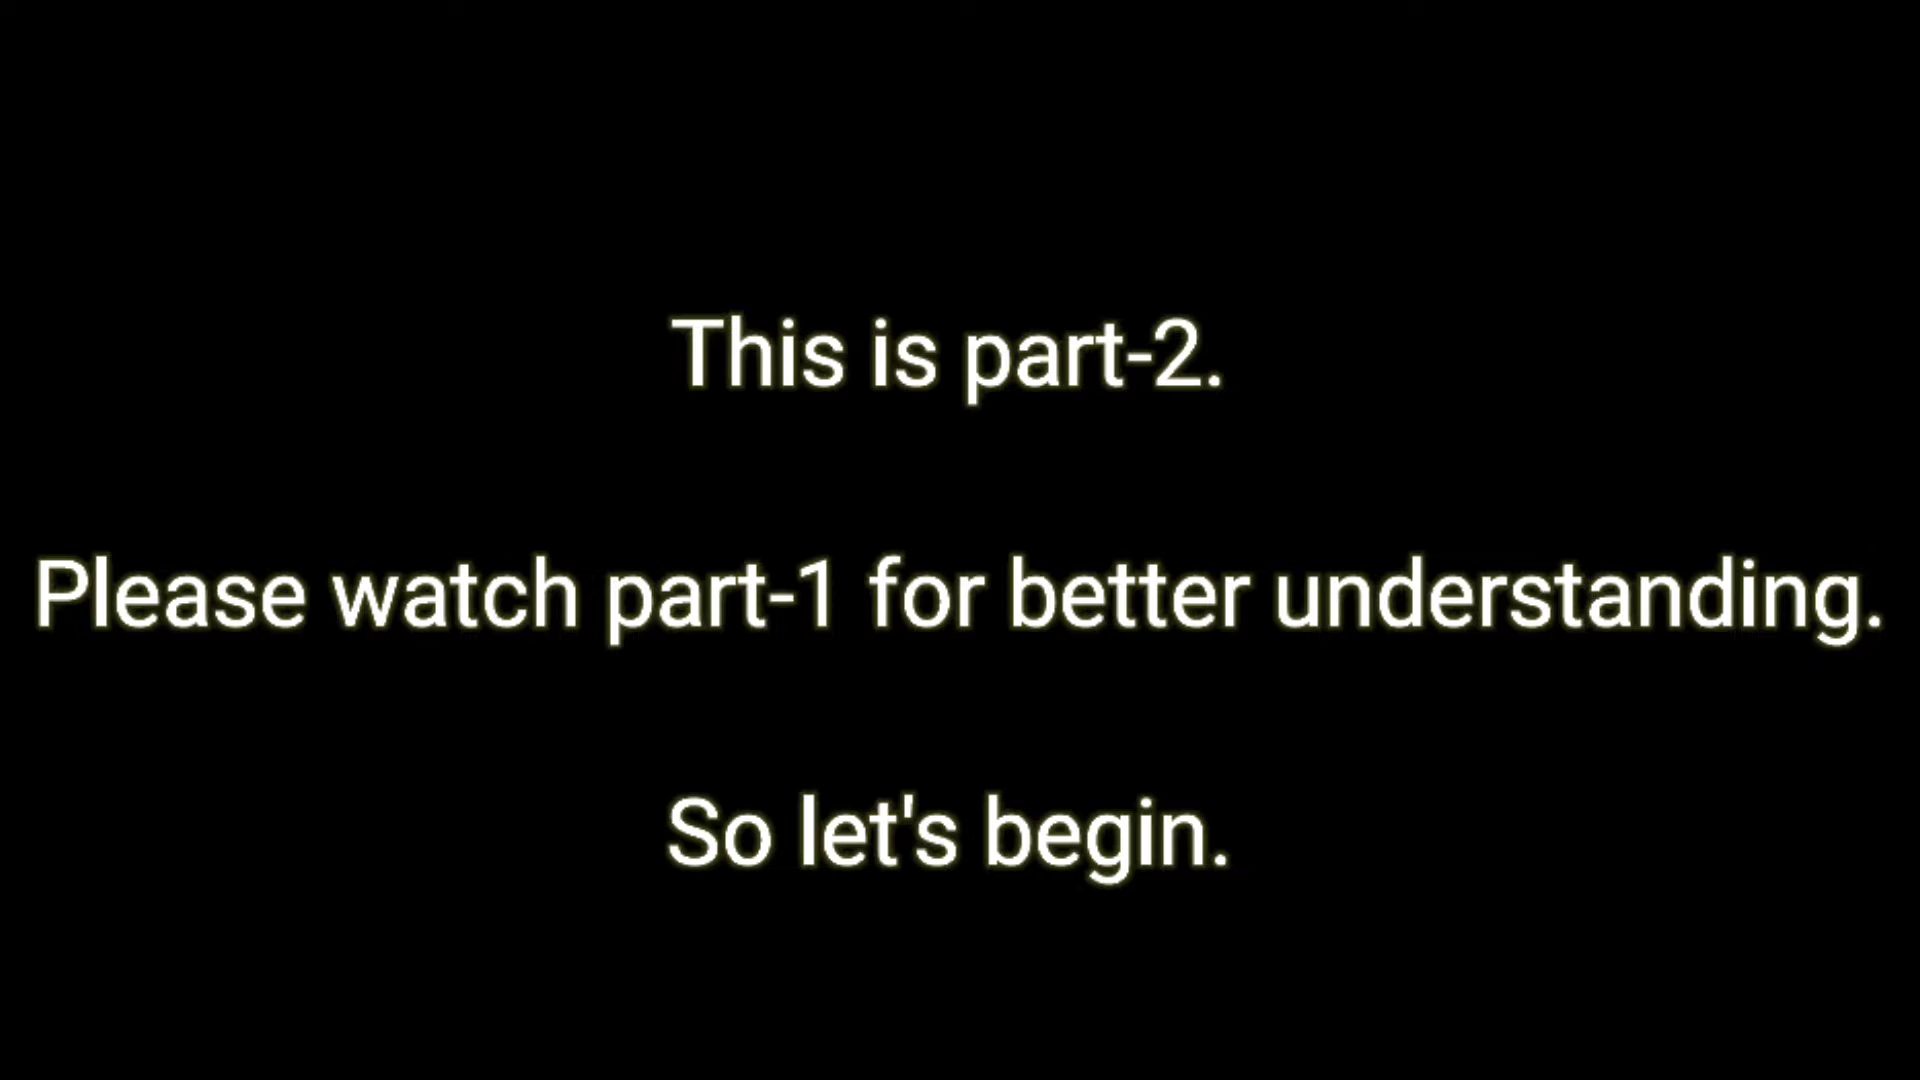 This is part-2.
Please watch part-1 for better understanding.
So let's begin.